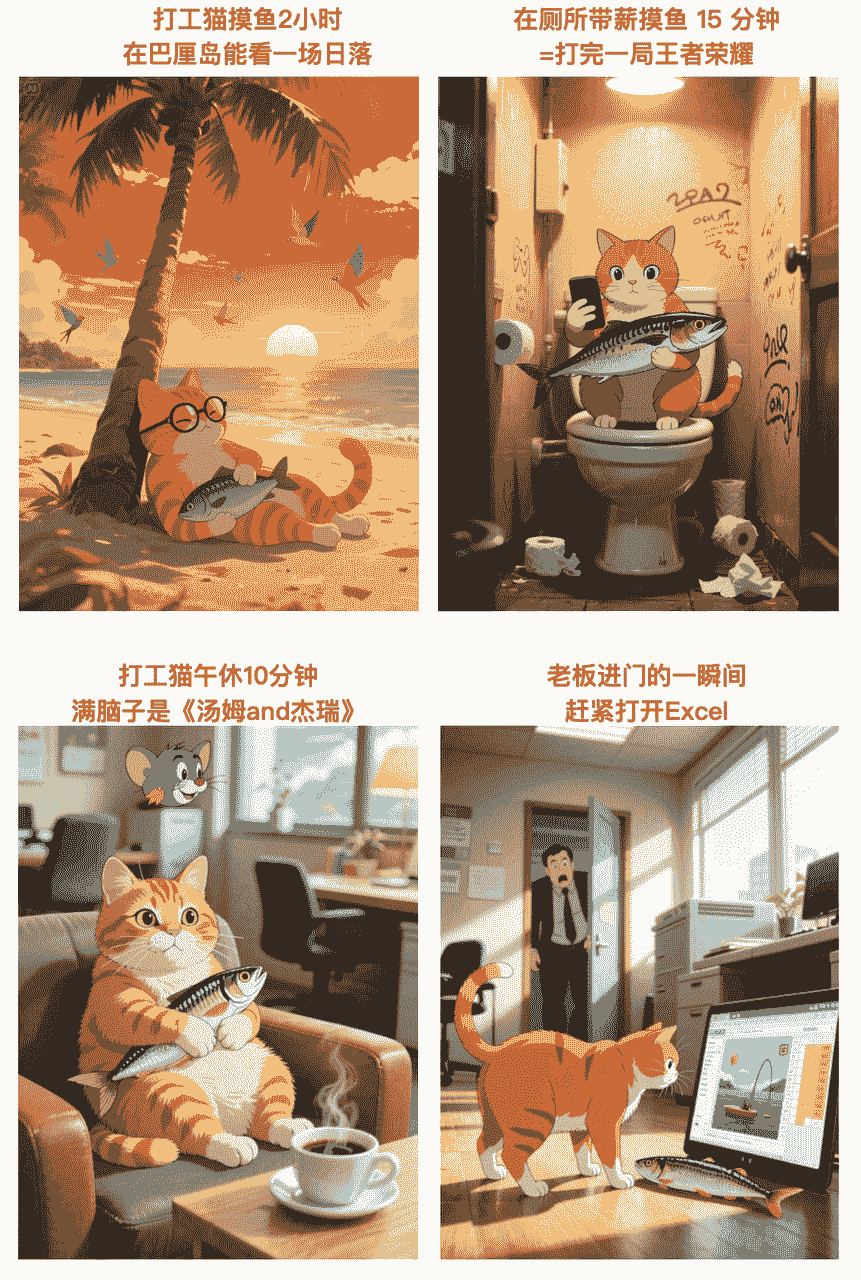 打工猫摸鱼2小时
在巴厘岛能看一场日落
在厕所带薪摸鱼 15 分钟
=打完一局王者荣耀
打工猫午休10分钟
满脑子是《汤姆and杰瑞》
老板进门的一瞬间
赶紧打开Excel